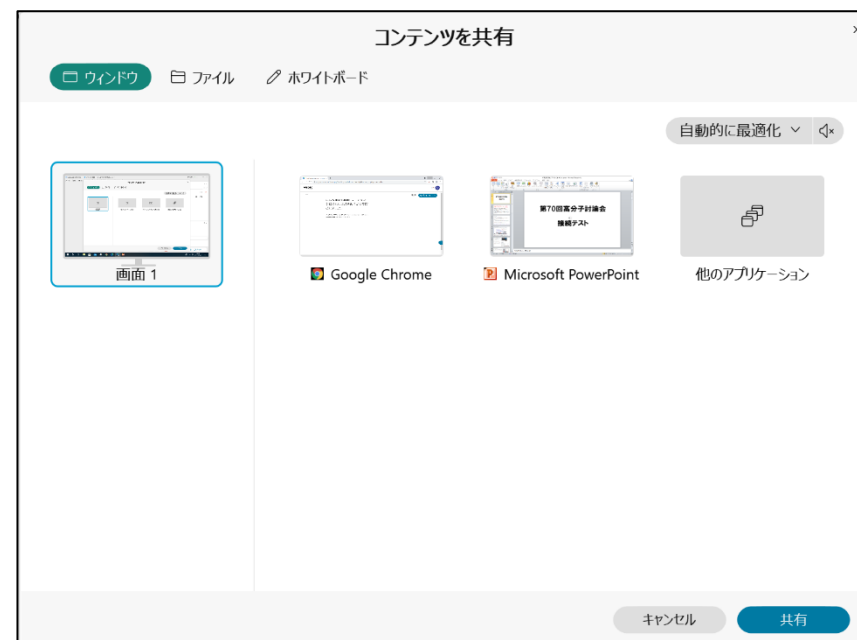 コンテンツを共有
ウィンドウ ファイル ホワイトボード
自動的に最適化
第70回高分子討論会
接続テスト
画面 1
Google Chrome
Microsoft PowerPoint
他のアプリケーション
キャンセル 共有